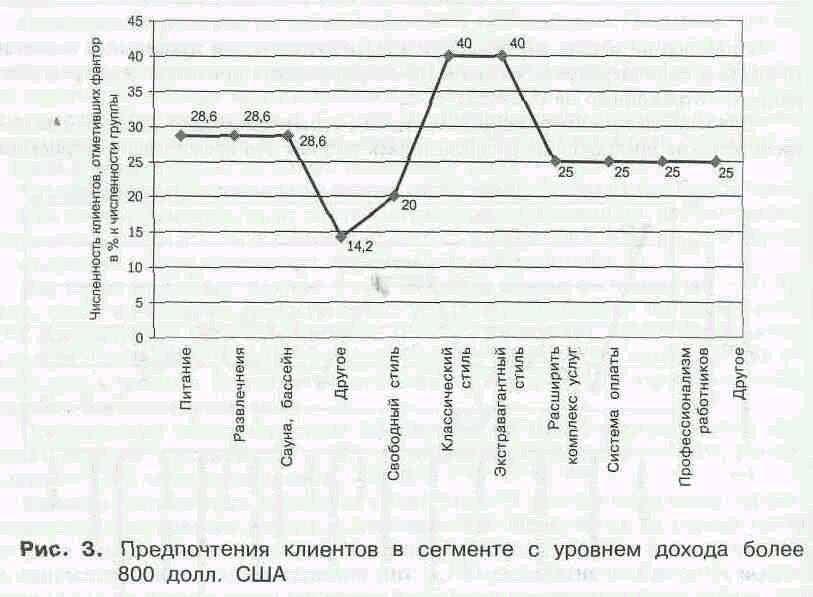 45
40
35
30
25
20
15
10
5
0
Численность клиентов, отметивших фактор
в % к численности группы
28,6
28,6
28,6
14,2
20
40
40
25
25
25
25
Питание
Развлечнеия
Сауна, бассейн
Другое
Свободный стиль
Классический
стиль
Экстравагантный
стиль
Расширить
комплекс услуг
Система оплаты
Профессионализм
работников
Другое
Рис. 3. Предпочтения клиентов в сегменте с уровнем дохода более
800 долл. США